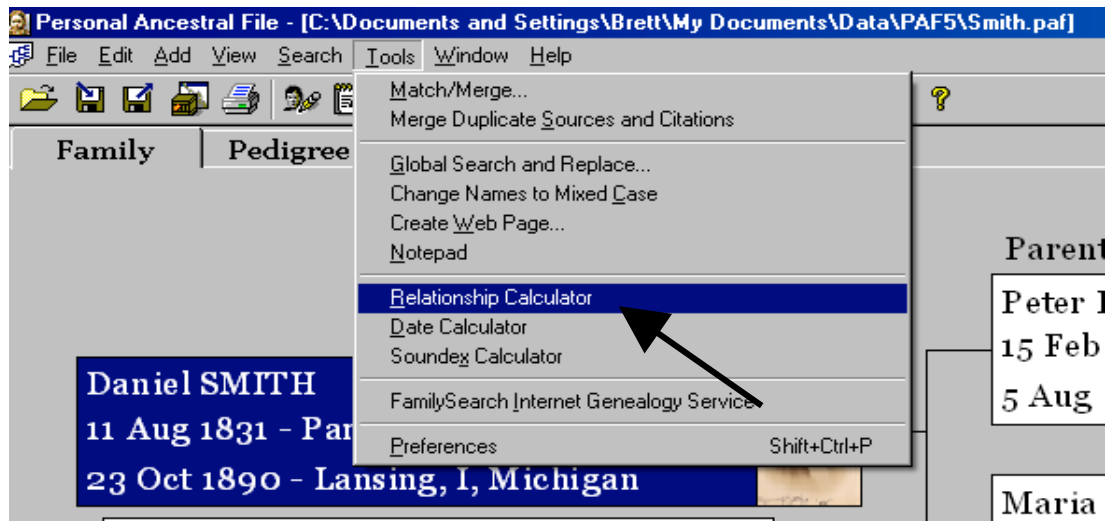 Personal Ancestral File - [C:\Documents and Settings\Brett\My Documents\Data\PAF5\Smith.paf]
File Edit Add View Search Tools Window Help
Match/Merge...
Merge Duplicate Sources and Citations
Global Search and Replace...
Change Names to Mixed Case
Create Web Page...
Notepad
Relationship Calculator
Date Calculator
Soundex Calculator
FamilySearch Internet Genealogy Service
Preferences Shift+Ctrl+P
Family Pedigree
Daniel SMITH
11 Aug 1831 - Par
23 Oct 1890 - Lansing, I, Michigan
Parent
Peter
15 Feb
5 Aug
Maria